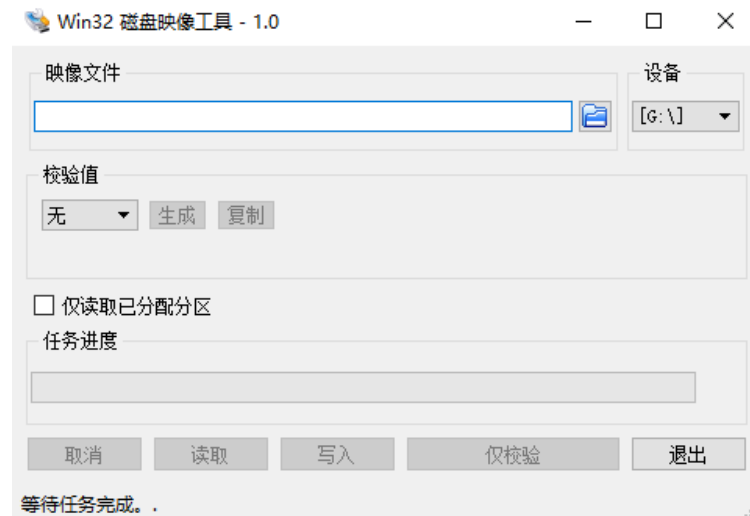 Win32 磁盘映像工具 - 1.0
映像文件
设备
[G:\]
校验值
无
生成
复制
仅读取已分配分区
任务进度
取消
读取
写入
仅校验
退出
等待任务完成。.